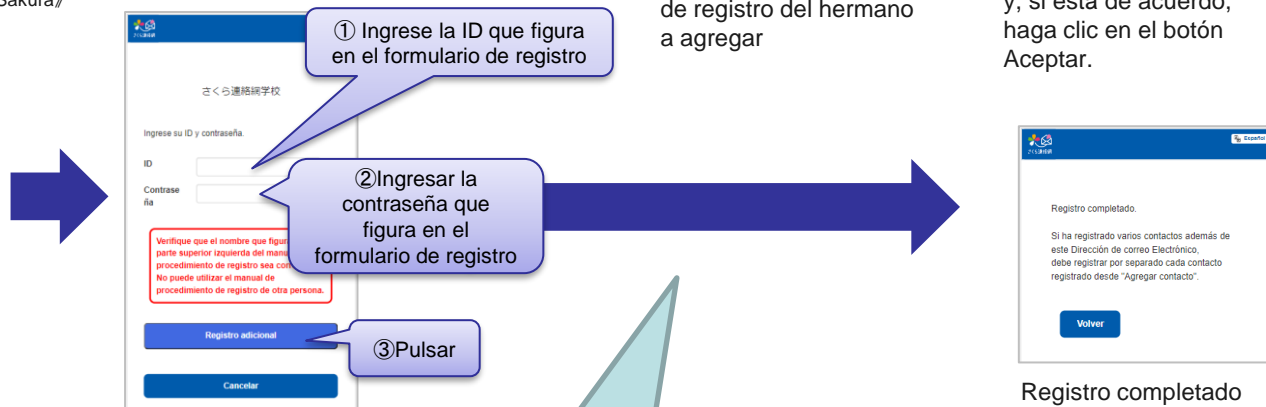 Sakura》
de registro del hermano
a agregar
y, si está de acuerdo,
haga clic en el botón
Aceptar.
さくら連絡網
さくら連絡網学校
Ingrese su ID y contraseña.
ID
Contrase
ña
① Ingrese la ID que figura
en el formulario de registro
②Ingresar la
contraseña que
figura en el
formulario de registro
Verifique que el nombre que figur
parte superior izquierda del manu
procedimiento de registro sea con
No puede utilizar el manual de
procedimiento de registro de otra persona.
Registro adicional
③Pulsar
Cancelar
さくら連絡網
Español
Registro completado.
Si ha registrado varios contactos además de
este Dirección de correo Electrónico,
debe registrar por separado cada contacto
registrado desde "Agregar contacto".
Volver
Registro completado